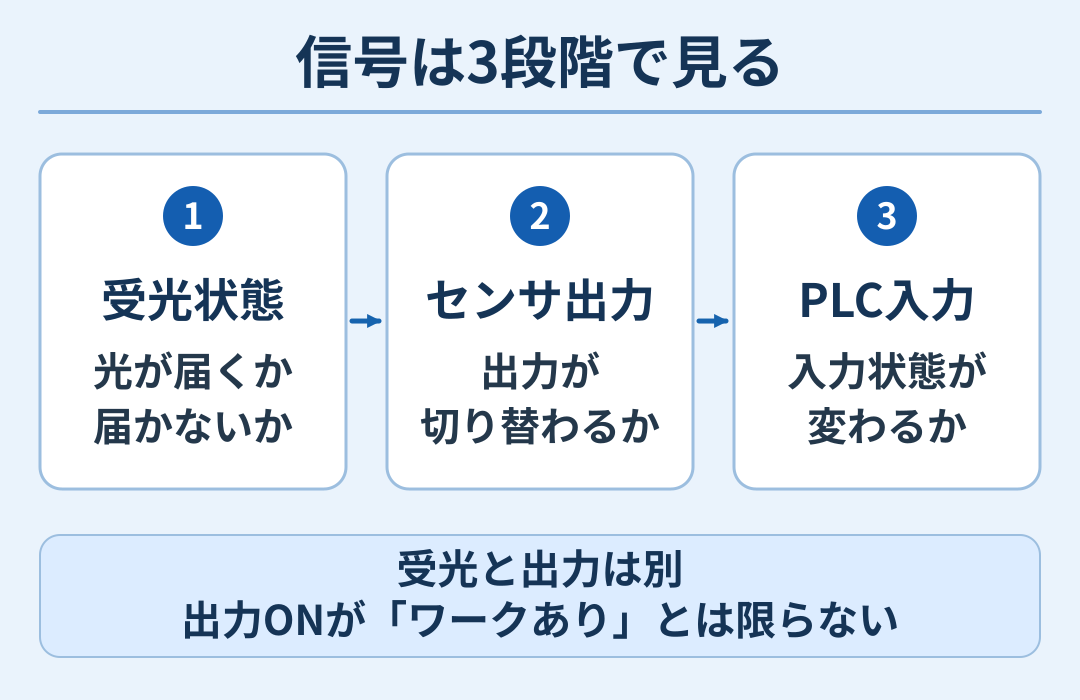 信号は3段階で見る
1
受光状態
光が届くか
届かないか
2
センサ出力
出力が
切り替わるか
3
PLC入力
入力状態が
変わるか
受光と出力は別
出力ONが「ワークあり」とは限らない